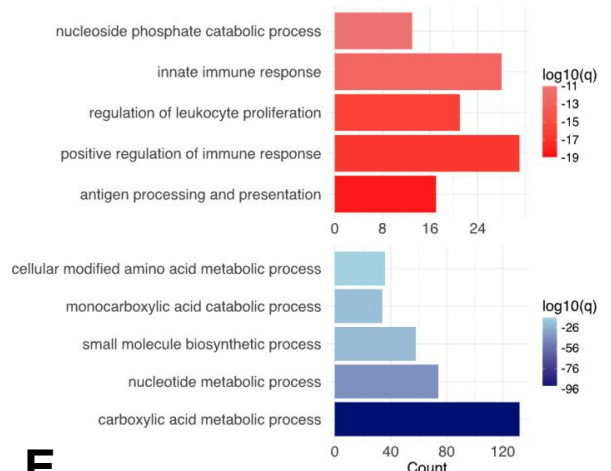 nucleoside phosphate catabolic process
innate immune response
regulation of leukocyte proliferation
positive regulation of immune response
antigen processing and presentation
0 8 16 24
log10(q)
-11
-13
-15
-17
-19
cellular modified amino acid metabolic process
monocarboxylic acid catabolic process
small molecule biosynthetic process
nucleotide metabolic process
carboxylic acid metabolic process
0 40 80 120
Count
log10(q)
-26
-56
-76
-96